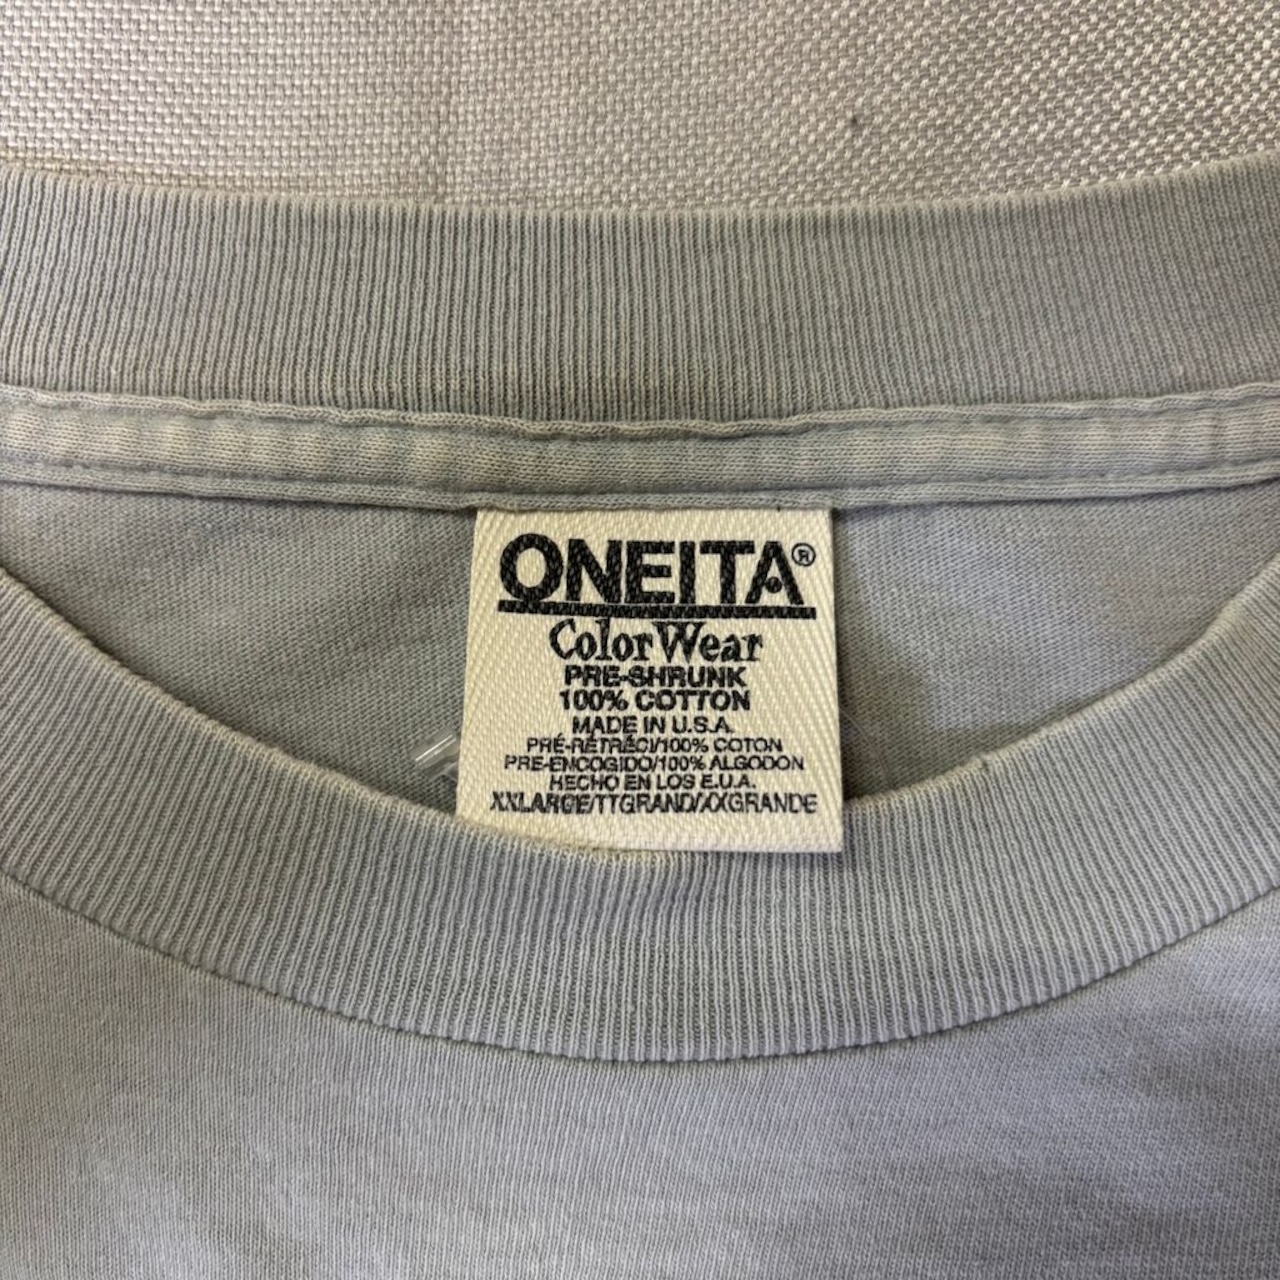 ONEITA®
Color Wear
PRE-SHRUNK
100% COTTON
MADE IN U.S.A.
PRÉ-RÉTRÉCI/100% COTON
PRE-ENCOGIDO/100% ALGODON
HECHO EN LOS E.U.A.
XXLARGE/TTGRAND/XXGRANDE